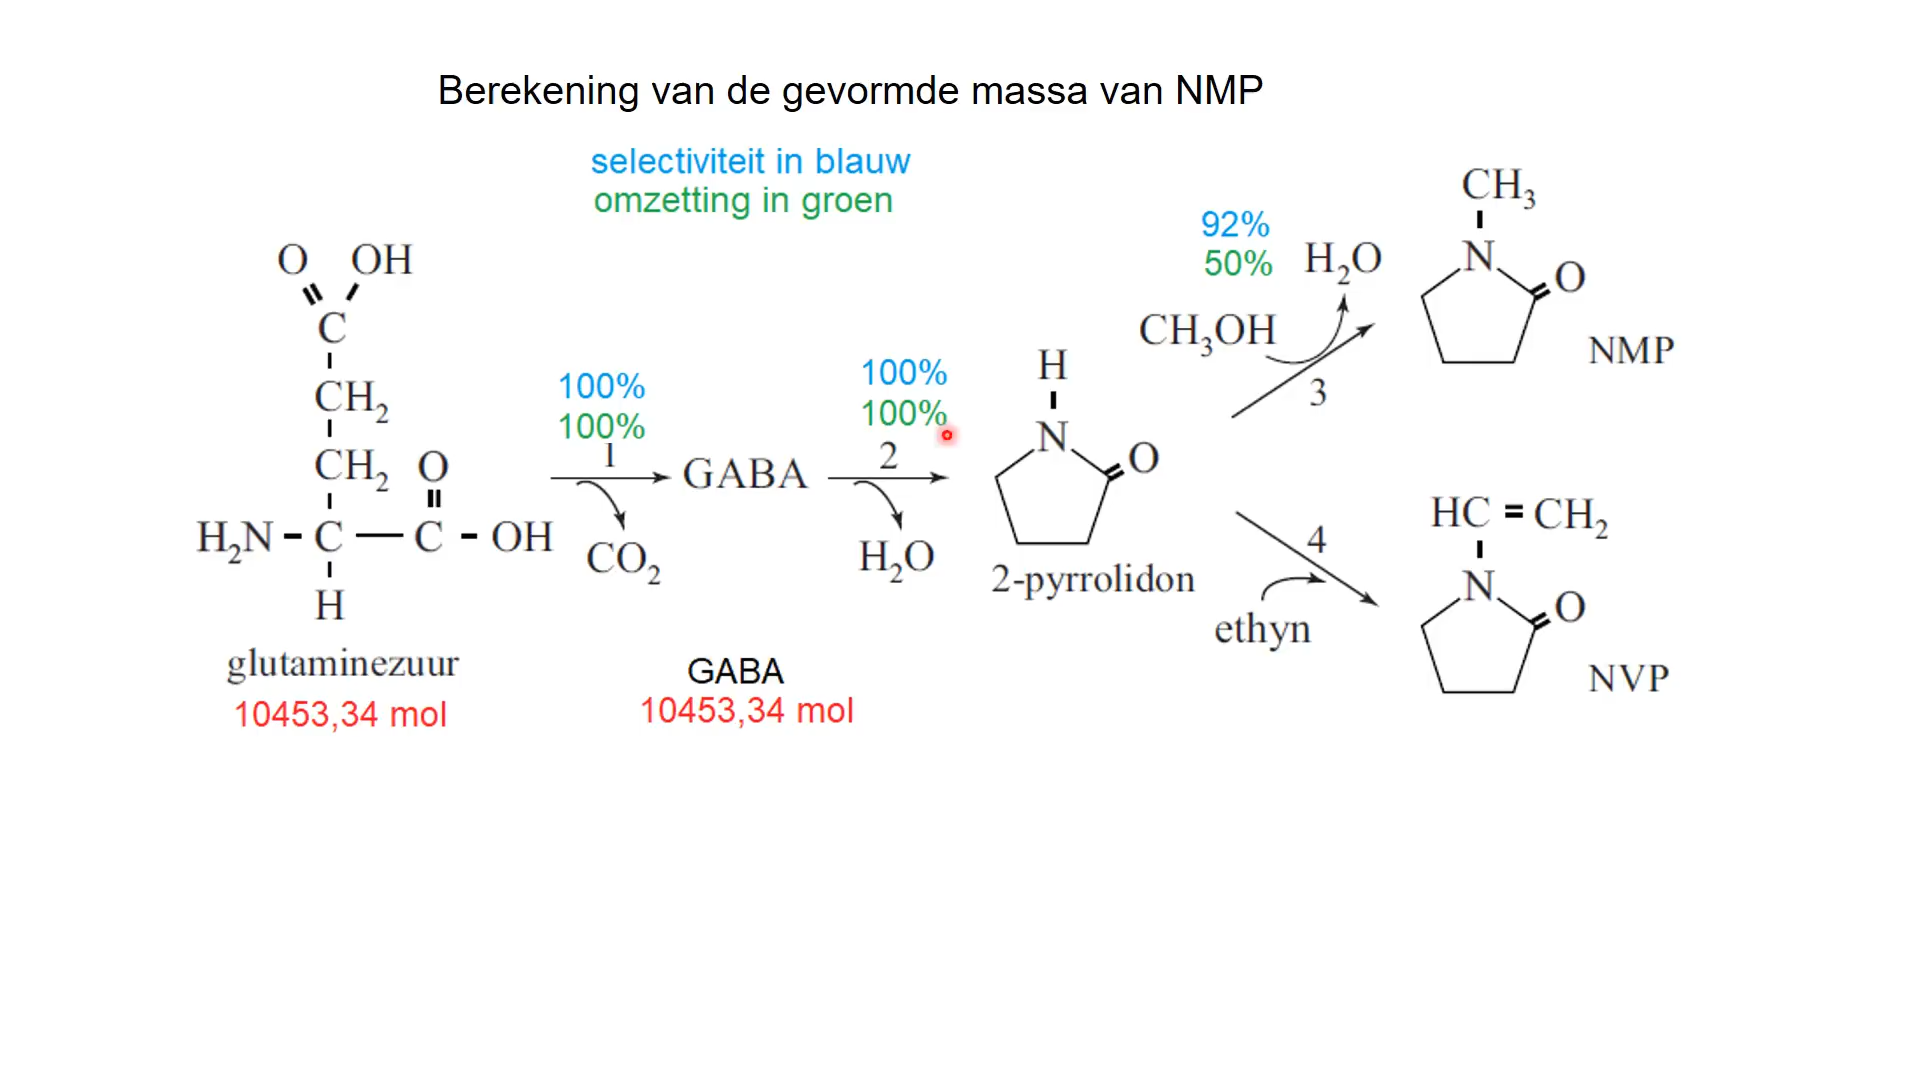 Berekening van de gevormde massa van NMP
selectiviteit in blauw
omzetting in groen
O OH
C
CH2
CH2 O
H2N - C — C - OH
H
glutaminezuur
10453,34 mol
100%
100%
1
CO2
GABA
GABA
10453,34 mol
100%
100%
2
H2O
H
N
O
2-pyrrolidon
92%
50%
CH3OH
H2O
3
CH3
N
O
NMP
4
ethyn
HC = CH2
N
O
NVP